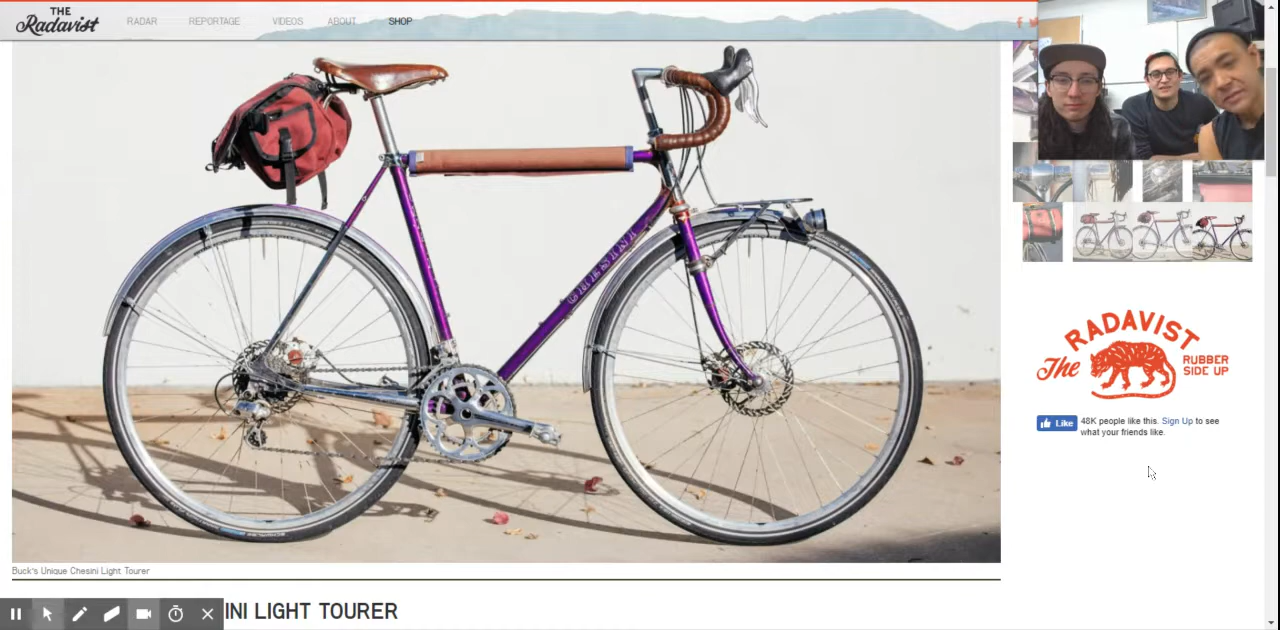 THE
Radavist
RADAR REPORTAGE VIDEOS ABOUT SHOP
CHESINI
RADAVIST
The
RUBBER
SIDE UP
Like
48K people like this. Sign Up to see
what your friends like.
Buck's Unique Chesini Light Tourer
INI LIGHT TOURER